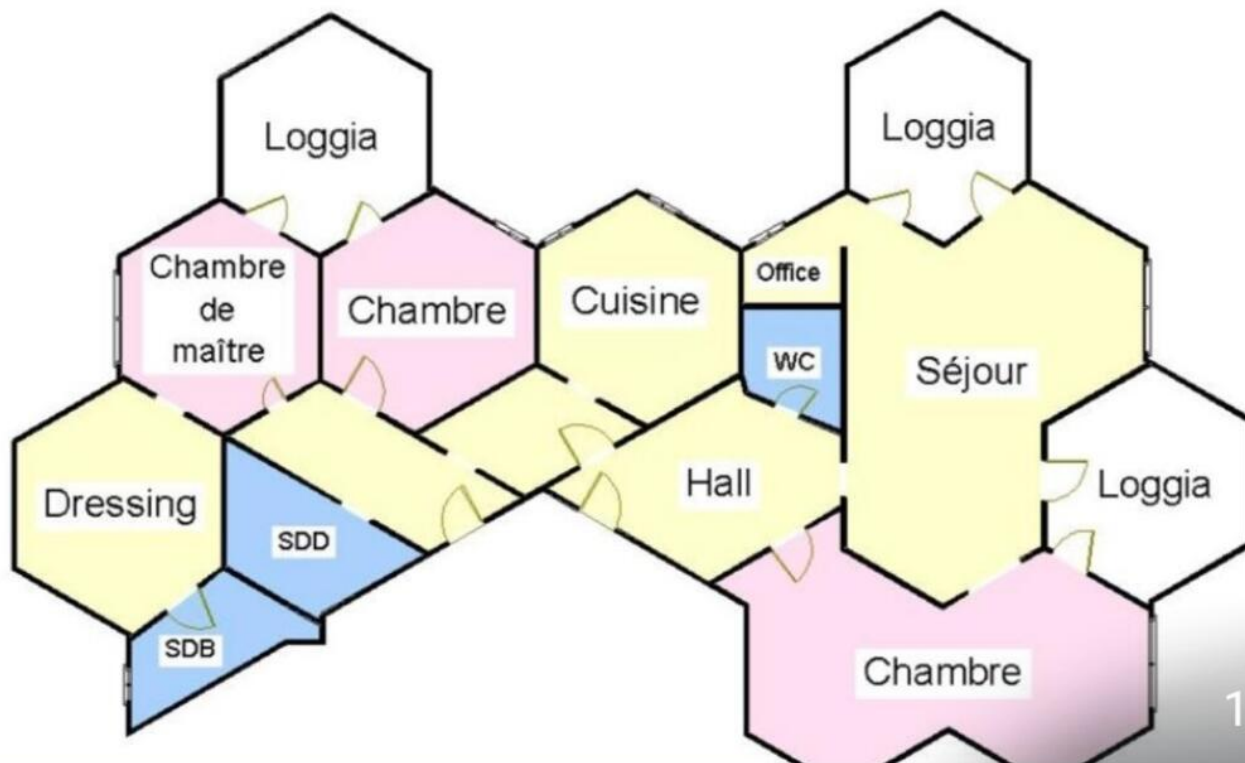 Loggia
Loggia
Chambre
de
maître
Chambre
Cuisine
Office
WC
Séjour
Dressing
SDD
Hall
Loggia
SDB
Chambre
1